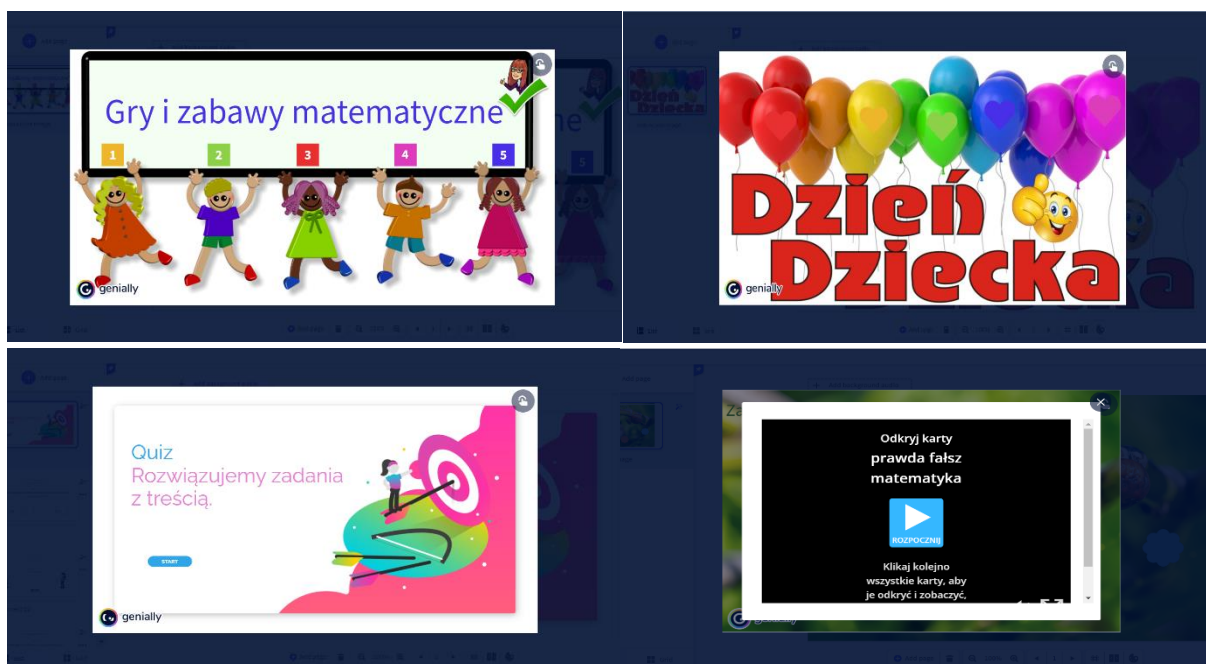 Gry i zabawy matematyczne
1 2 3 4 5
genially
Dzień
Dziecka
genially
Quiz
Rozwiązujemy zadania
z treścią.
START
genially
Odkryj karty
prawda fałsz
matematyka
ROZPOCZNIJ
Klikaj kolejno
wszystkie karty, aby
je odkryć i zobaczyć,